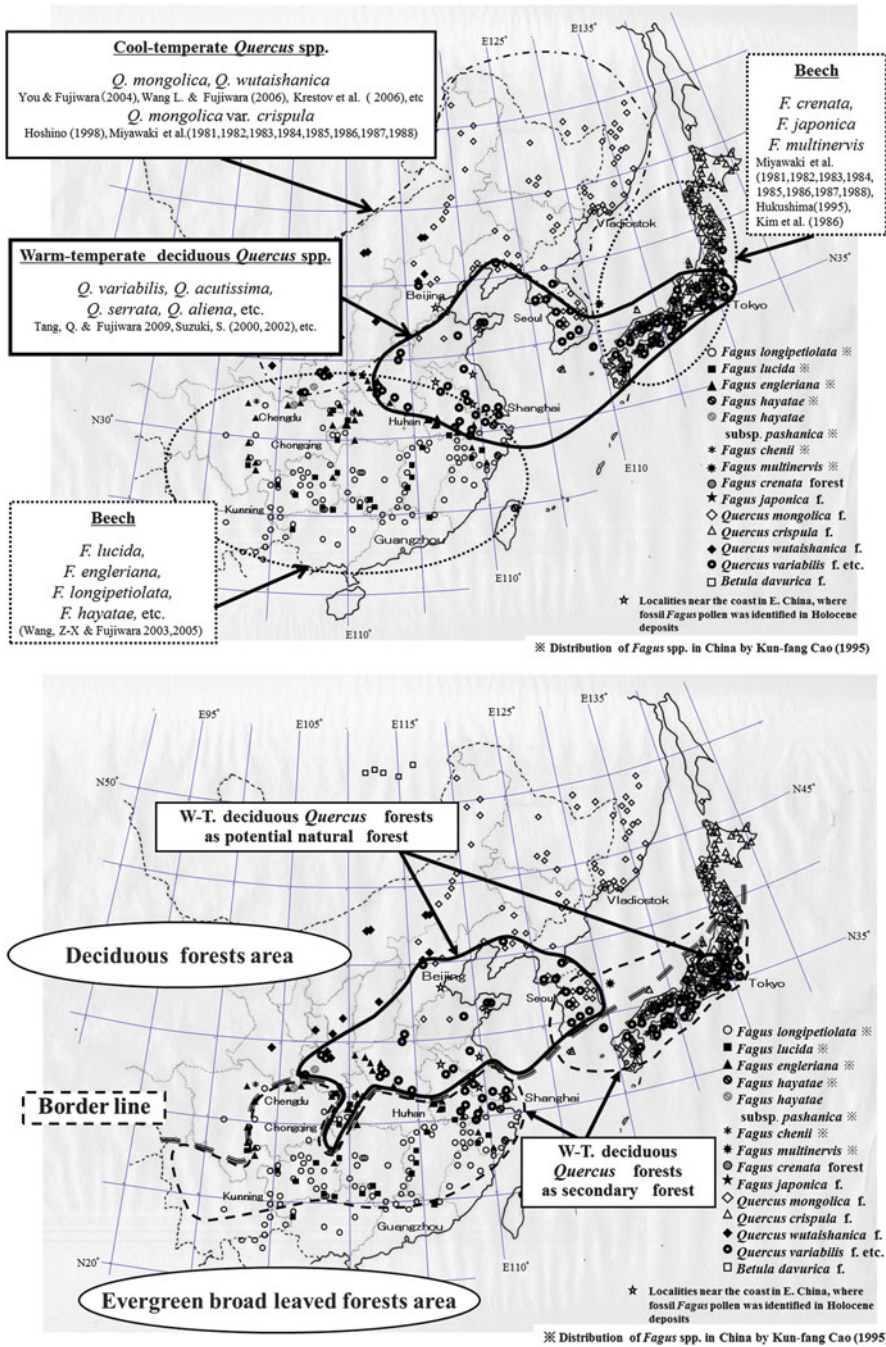 E125°
E135°
Cool-temperate Quercus spp.
Q. mongolica, Q. wutaishanica
You & Fujiwara(2004), Wang L. & Fujiwara (2006), Krestov et al. ( 2006), etc
Q. mongolica var. crispula
Hoshino (1998), Miyawaki et al.(1981,1982,1983,1984,1985,1986,1987,1988)
Beech
F. crenata,
F. japonica
F. multinervis
Miyawaki et al.
(1981,1982,1983,1984,
1985,1986,1987,1988),
Hukushima(1995),
Kim et al. (1986)
Vladiostok
N35°
Warm-temperate deciduous Quercus spp.
Q. variabilis, Q. acutissima,
Q. serrata, Q. aliena, etc.
Tang, Q. & Fujiwara 2009, Suzuki, S. (2000, 2002), etc.
Beijing
Seoul
Tokyo
N30°
Chengdu
Chongqing
Huhan
Shanghai
Kunning
Guangzhou
E110
E110°
E110°
Beech
F. lucida,
F. engleriana,
F. longipetiolata,
F. hayatae, etc.
(Wang, Z-X & Fujiwara 2003,2005)
Fagus longipetiolata ※
Fagus lucida ※
Fagus engleriana ※
Fagus hayatae ※
Fagus hayatae
subsp. pashanica ※
Fagus chenii ※
Fagus multinervis ※
Fagus crenata forest
Fagus japonica f.
Quercus mongolica f.
Quercus crispula f.
Quercus wutaishanica f.
Quercus variabilis f. etc.
Betula davurica f.
☆ Localities near the coast in E. China, where
fossil Fagus pollen was identified in Holocene
deposits
※ Distribution of Fagus spp. in China by Kun-fang Cao (1995)
E95°
E105°
E115°
E125°
E135°
N50°
N45°
W-T. deciduous Quercus forests
as potential natural forest
Vladiostok
N35°
Deciduous forests area
Beijing
Seoul
Tokyo
Border line
Chengdu
Chongqing
Huhan
Shanghai
Kunning
Guangzhou
W-T. deciduous
Quercus forests
as secondary forest
N20°
E110°
Evergreen broad leaved forests area
Fagus longipetiolata ※
Fagus lucida ※
Fagus engleriana ※
Fagus hayatae ※
Fagus hayatae
subsp. pashanica ※
Fagus chenii ※
Fagus multinervis ※
Fagus crenata forest
Fagus japonica f.
Quercus mongolica f.
Quercus crispula f.
Quercus wutaishanica f.
Quercus variabilis f. etc.
Betula davurica f.
☆ Localities near the coast in E. China, where
fossil Fagus pollen was identified in Holocene
deposits
※ Distribution of Fagus spp. in China by Kun-fang Cao (1995)